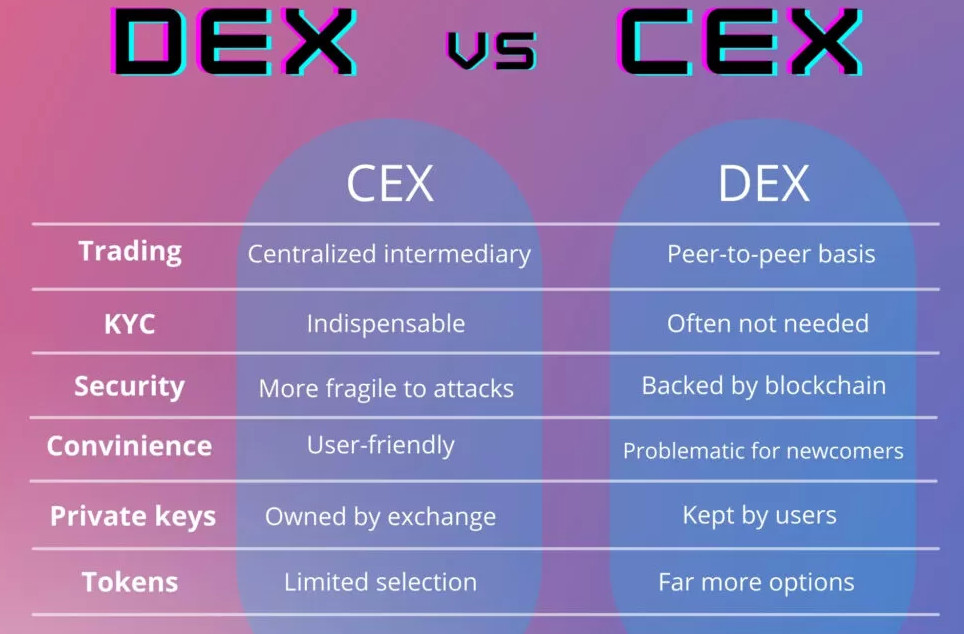 DEX vs CEX
CEX DEX
Trading Centralized intermediary Peer-to-peer basis
KYC Indispensable Often not needed
Security More fragile to attacks Backed by blockchain
Convinience User-friendly Problematic for newcomers
Private keys Owned by exchange Kept by users
Tokens Limited selection Far more options